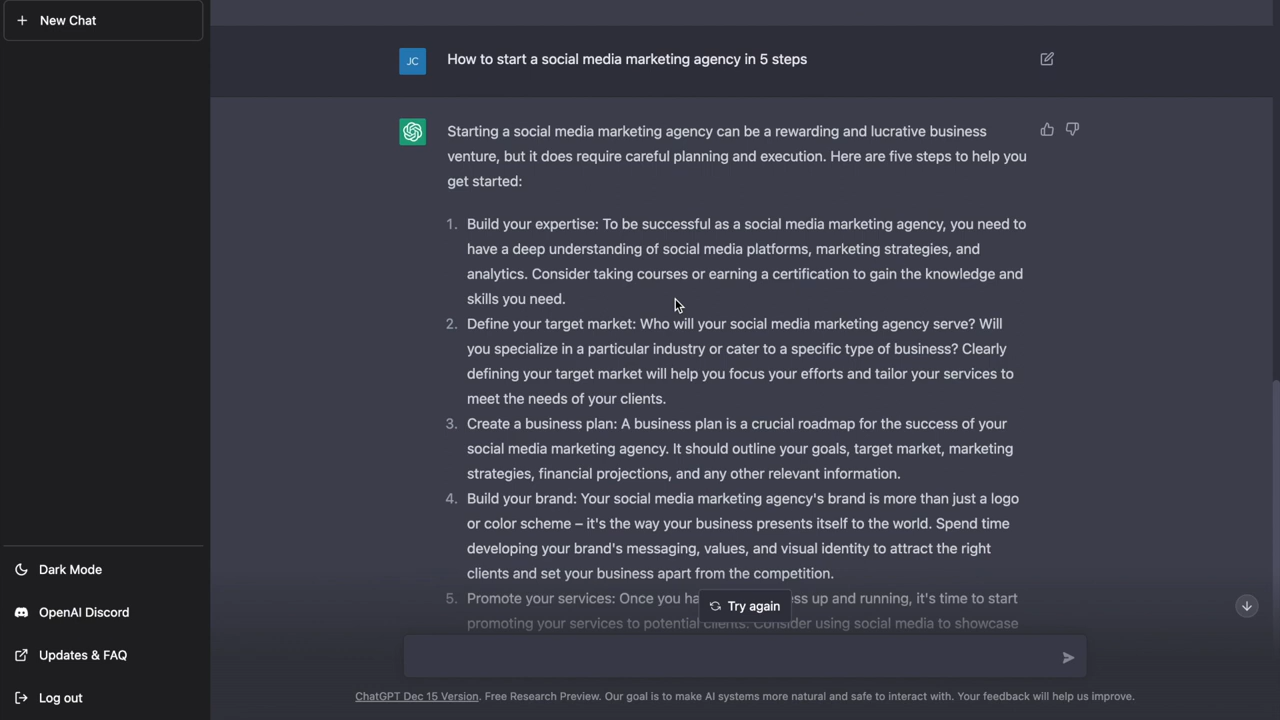 New Chat
JC
How to start a social media marketing agency in 5 steps
Starting a social media marketing agency can be a rewarding and lucrative business
venture, but it does require careful planning and execution. Here are five steps to help you
get started:
1. Build your expertise: To be successful as a social media marketing agency, you need to
have a deep understanding of social media platforms, marketing strategies, and
analytics. Consider taking courses or earning a certification to gain the knowledge and
skills you need.
2. Define your target market: Who will your social media marketing agency serve? Will
you specialize in a particular industry or cater to a specific type of business? Clearly
defining your target market will help you focus your efforts and tailor your services to
meet the needs of your clients.
3. Create a business plan: A business plan is a crucial roadmap for the success of your
social media marketing agency. It should outline your goals, target market, marketing
strategies, financial projections, and any other relevant information.
4. Build your brand: Your social media marketing agency's brand is more than just a logo
or color scheme – it's the way your business presents itself to the world. Spend time
developing your brand's messaging, values, and visual identity to attract the right
clients and set your business apart from the competition.
5. Promote your services: Once you ha ss up and running, it's time to start
Try again
promoting your services to potential clients. Consider using social media to showcase
Dark Mode
OpenAI Discord
Updates & FAQ
Log out
ChatGPT Dec 15 Version. Free Research Preview. Our goal is to make AI systems more natural and safe to interact with. Your feedback will help us improve.